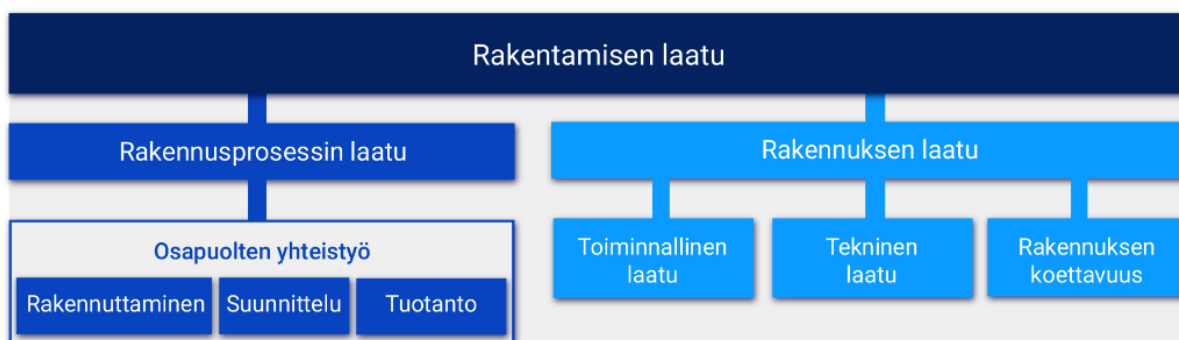 Rakentamisen laatu
Rakennusprosessin laatu
Rakennuksen laatu
Osapuolten yhteistyö
Rakennuttaminen
Suunnittelu
Tuotanto
Toiminnallinen
laatu
Tekninen
laatu
Rakennuksen
koettavuus